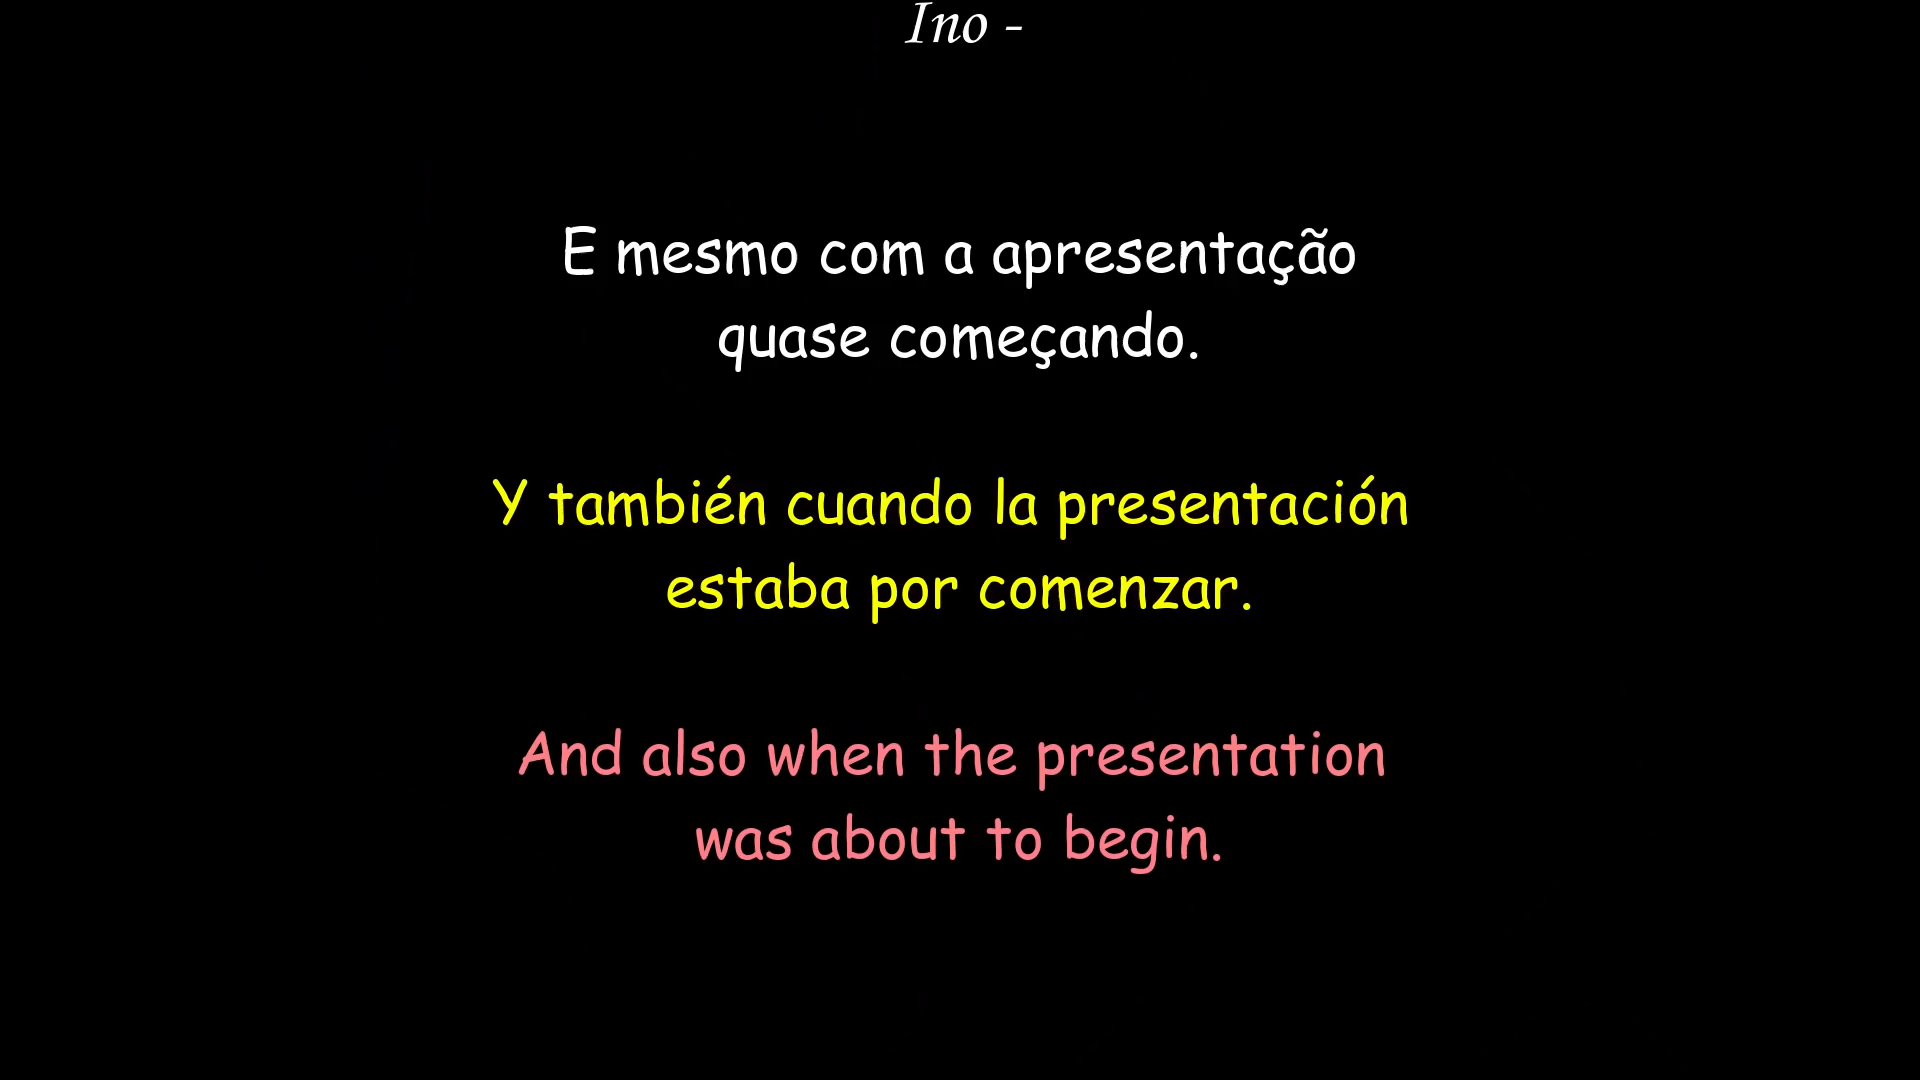 Ino -
E mesmo com a apresentação
quase começando.
Y también cuando la presentación
estaba por comenzar.
And also when the presentation
was about to begin.